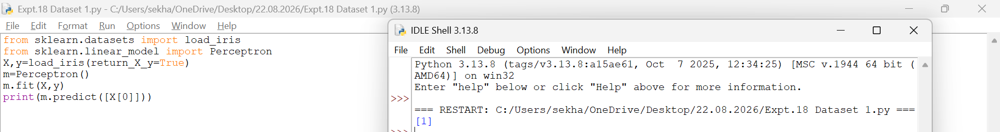 Expt.18 Dataset 1.py - C:/Users/sekha/OneDrive/Desktop/22.08.2026/Expt.18 Dataset 1.py (3.13.8)
File Edit Format Run Options Window Help
from sklearn.datasets import load_iris
from sklearn.linear_model import Perceptron
X,y=load_iris(return_X_y=True)
m=Perceptron()
m.fit(X,y)
print(m.predict([X[0]]))
IDLE Shell 3.13.8
File Edit Shell Debug Options Window Help
Python 3.13.8 (tags/v3.13.8:a15ae61, Oct  7 2025, 12:34:25) [MSC v.1944 64 bit (
AMD64)] on win32
Enter "help" below or click "Help" above for more information.
>>>
=== RESTART: C:/Users/sekha/OneDrive/Desktop/22.08.2026/Expt.18 Dataset 1.py ===
[1]
>>>